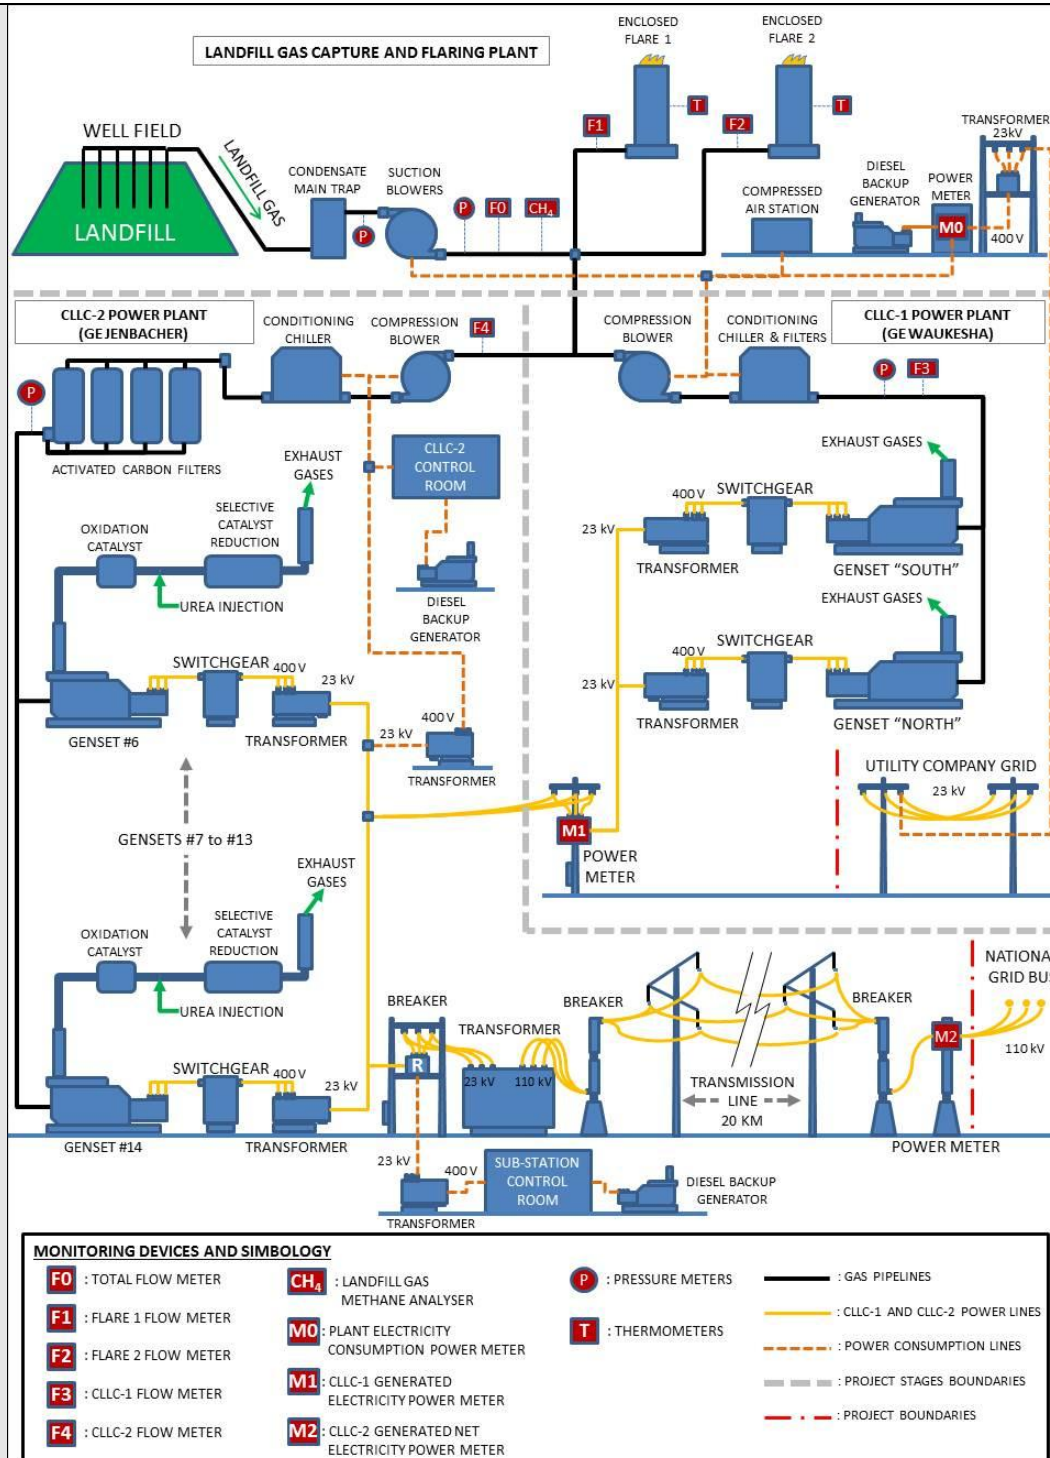 LANDFILL GAS CAPTURE AND FLARING PLANT
ENCLOSED
FLARE 1
ENCLOSED
FLARE 2
F1
T
F2
T
TRANSFORMER
23kV
WELL FIELD
LANDFILL GAS
LANDFILL
CONDENSATE
MAIN TRAP
SUCTION
BLOWERS
P
P
F0
CH4
COMPRESSED
AIR STATION
DIESEL
BACKUP
GENERATOR
POWER
METER
M0
400 V
CLLC-2 POWER PLANT
(GE JENBACHER)
CONDITIONING
CHILLER
COMPRESSION
BLOWER
F4
COMPRESSION
BLOWER
CONDITIONING
CHILLER & FILTERS
CLLC-1 POWER PLANT
(GE WAUKESHA)
P
F3
P
ACTIVATED CARBON FILTERS
EXHAUST
GASES
CLLC-2
CONTROL
ROOM
EXHAUST GASES
400 V
SWITCHGEAR
23 kV
TRANSFORMER
GENSET "SOUTH"
OXIDATION
CATALYST
SELECTIVE
CATALYST
REDUCTION
UREA INJECTION
DIESEL
BACKUP
GENERATOR
EXHAUST GASES
400 V
SWITCHGEAR
23 kV
TRANSFORMER
GENSET "NORTH"
SWITCHGEAR
400 V
23 kV
GENSET #6
TRANSFORMER
23 kV
400 V
TRANSFORMER
UTILITY COMPANY GRID
23 kV
GENSETS #7 to #13
M1
POWER
METER
EXHAUST
GASES
OXIDATION
CATALYST
SELECTIVE
CATALYST
REDUCTION
UREA INJECTION
BREAKER
R
TRANSFORMER
23 kV
110 kV
BREAKER
BREAKER
NATIONA
GRID BUS
M2
110 kV
SWITCHGEAR
400 V
23 kV
GENSET #14
TRANSFORMER
TRANSMISSION
LINE
20 KM
POWER METER
23 kV
400 V
TRANSFORMER
SUB-STATION
CONTROL
ROOM
DIESEL BACKUP
GENERATOR
MONITORING DEVICES AND SIMBOLOGY
F0 : TOTAL FLOW METER
F1 : FLARE 1 FLOW METER
F2 : FLARE 2 FLOW METER
F3 : CLLC-1 FLOW METER
F4 : CLLC-2 FLOW METER
CH4 : LANDFILL GAS
METHANE ANALYSER
M0 : PLANT ELECTRICITY
CONSUMPTION POWER METER
M1 : CLLC-1 GENERATED
ELECTRICITY POWER METER
M2 : CLLC-2 GENERATED NET
ELECTRICITY POWER METER
P : PRESSURE METERS
T : THERMOMETERS
: GAS PIPELINES
: CLLC-1 AND CLLC-2 POWER LINES
: POWER CONSUMPTION LINES
: PROJECT STAGES BOUNDARIES
: PROJECT BOUNDARIES